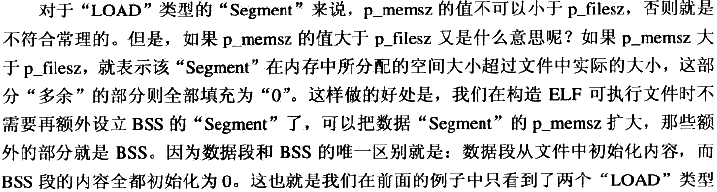 对于“LOAD”类型的“Segment”来说，p_memsz 的值不可以小于 p_filesz，否则就是
不符合常理的。但是，如果 p_memsz 的值大于 p_filesz 又是什么意思呢？如果 p_memsz 大
于 p_filesz，就表示该“Segment”在内存中所分配的空间大小超过文件中实际的大小，这部
分“多余”的部分则全部填充为“0”。这样做的好处是，我们在构造 ELF 可执行文件时不
需要再额外设立 BSS 的“Segment”了，可以把数据“Segment”的 p_memsz 扩大，那些额
外的部分就是 BSS。因为数据段和 BSS 的唯一区别就是：数据段从文件中初始化内容，而
BSS 段的内容全都初始化为 0。这也就是我们在前面的例子中只看到了两个“LOAD”类型